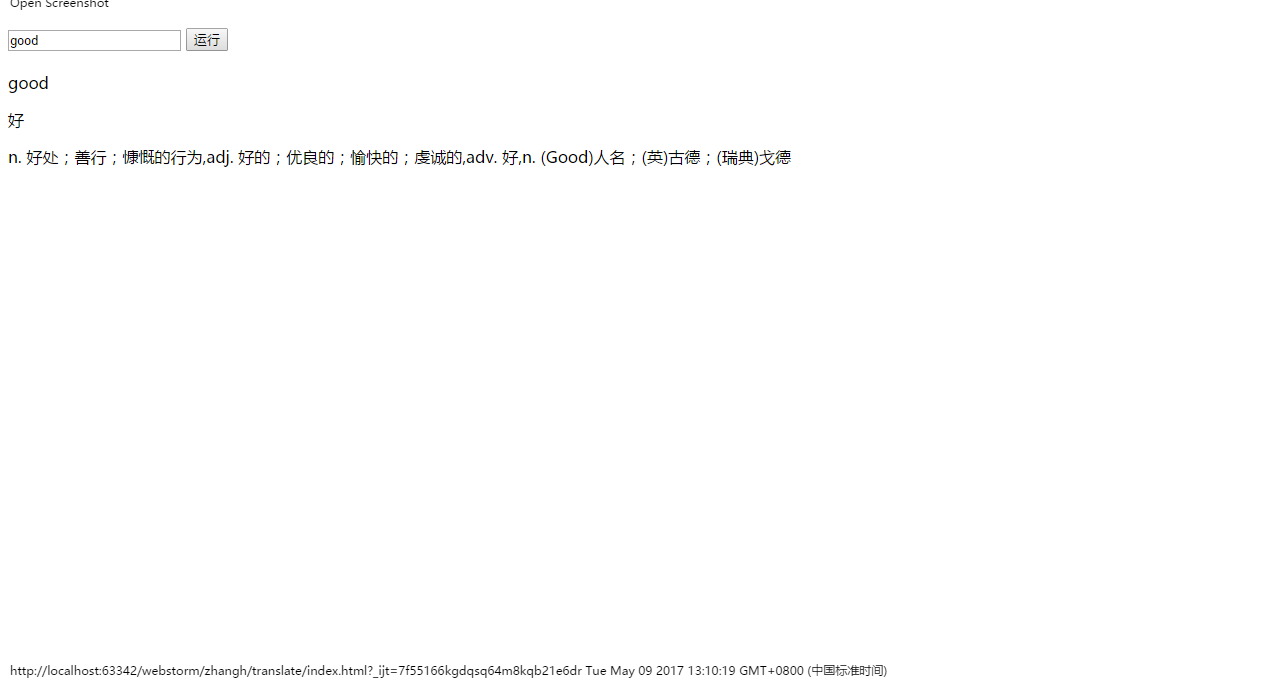 Open Screenshot
good 运行
good
好
n. 好处；善行；慷慨的行为,adj. 好的；优良的；愉快的；虔诚的,adv. 好,n. (Good)人名；(英)古德；(瑞典)戈德
http://localhost:63342/webstorm/zhangh/translate/index.html?_ijt=7f55166kgdqsq64m8kqb21e6dr Tue May 09 2017 13:10:19 GMT+0800 (中国标准时间)